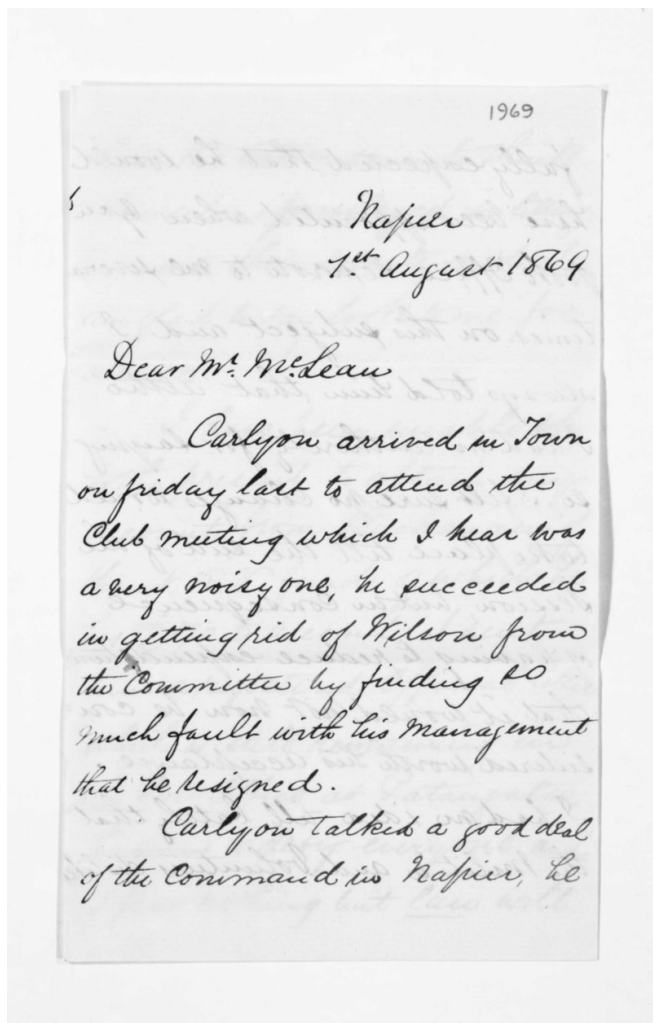 1969
Napier
1st August 1869
Dear Mr. McLean
Carlyon arrived in Town
on friday last to attend the
Club meeting which I hear was
a very noisy one, he succeeded
in getting rid of Wilson from
the Committee by finding so
much fault with his management
that he resigned.
Carlyon talked a good deal
of the Command in Napier, he